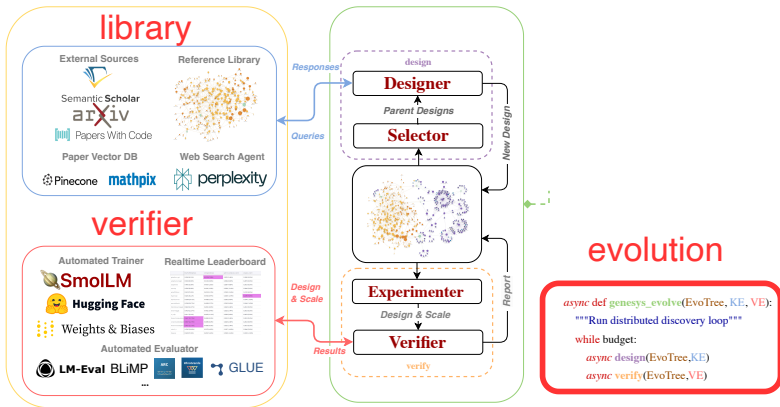 library
External Sources
Reference Library
Semantic Scholar
arXiv
Papers With Code
Paper Vector DB
Web Search Agent
Pinecone
mathpix
perplexity
verifier
Automated Trainer
Realtime Leaderboard
SmolLM
Hugging Face
Weights & Biases
Automated Evaluator
LM-Eval
BLiMP
GLUE
...
Responses
Queries
Design
& Scale
Results
design
Designer
Parent Designs
Selector
New Design
Experimenter
Design & Scale
Verifier
verify
Report
evolution
async def genesys_evolve(EvoTree, KE, VE):
"""Run distributed discovery loop"""
while budget:
async design(EvoTree,KE)
async verify(EvoTree,VE)